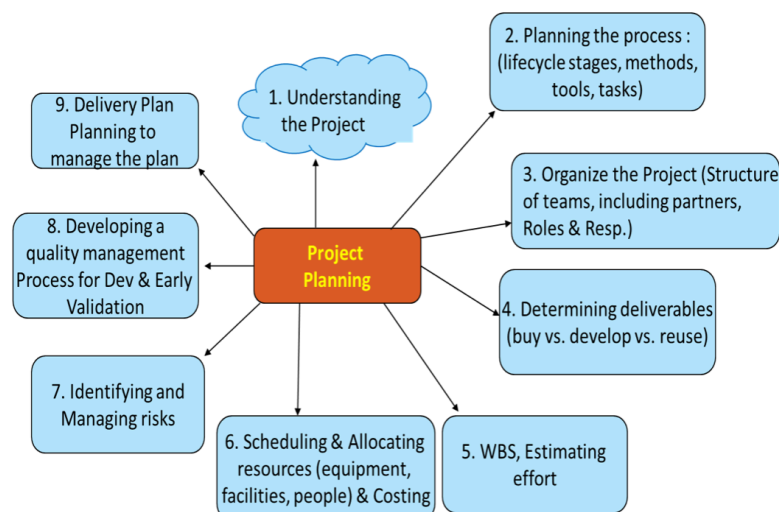 Project
Planning
1. Understanding
the Project
2. Planning the process :
(lifecycle stages, methods,
tools, tasks)
3. Organize the Project (Structure
of teams, including partners,
Roles & Resp.)
4. Determining deliverables
(buy vs. develop vs. reuse)
5. WBS, Estimating
effort
6. Scheduling & Allocating
resources (equipment,
facilities, people) & Costing
7. Identifying and
Managing risks
8. Developing a
quality management
Process for Dev & Early
Validation
9. Delivery Plan
Planning to
manage the plan